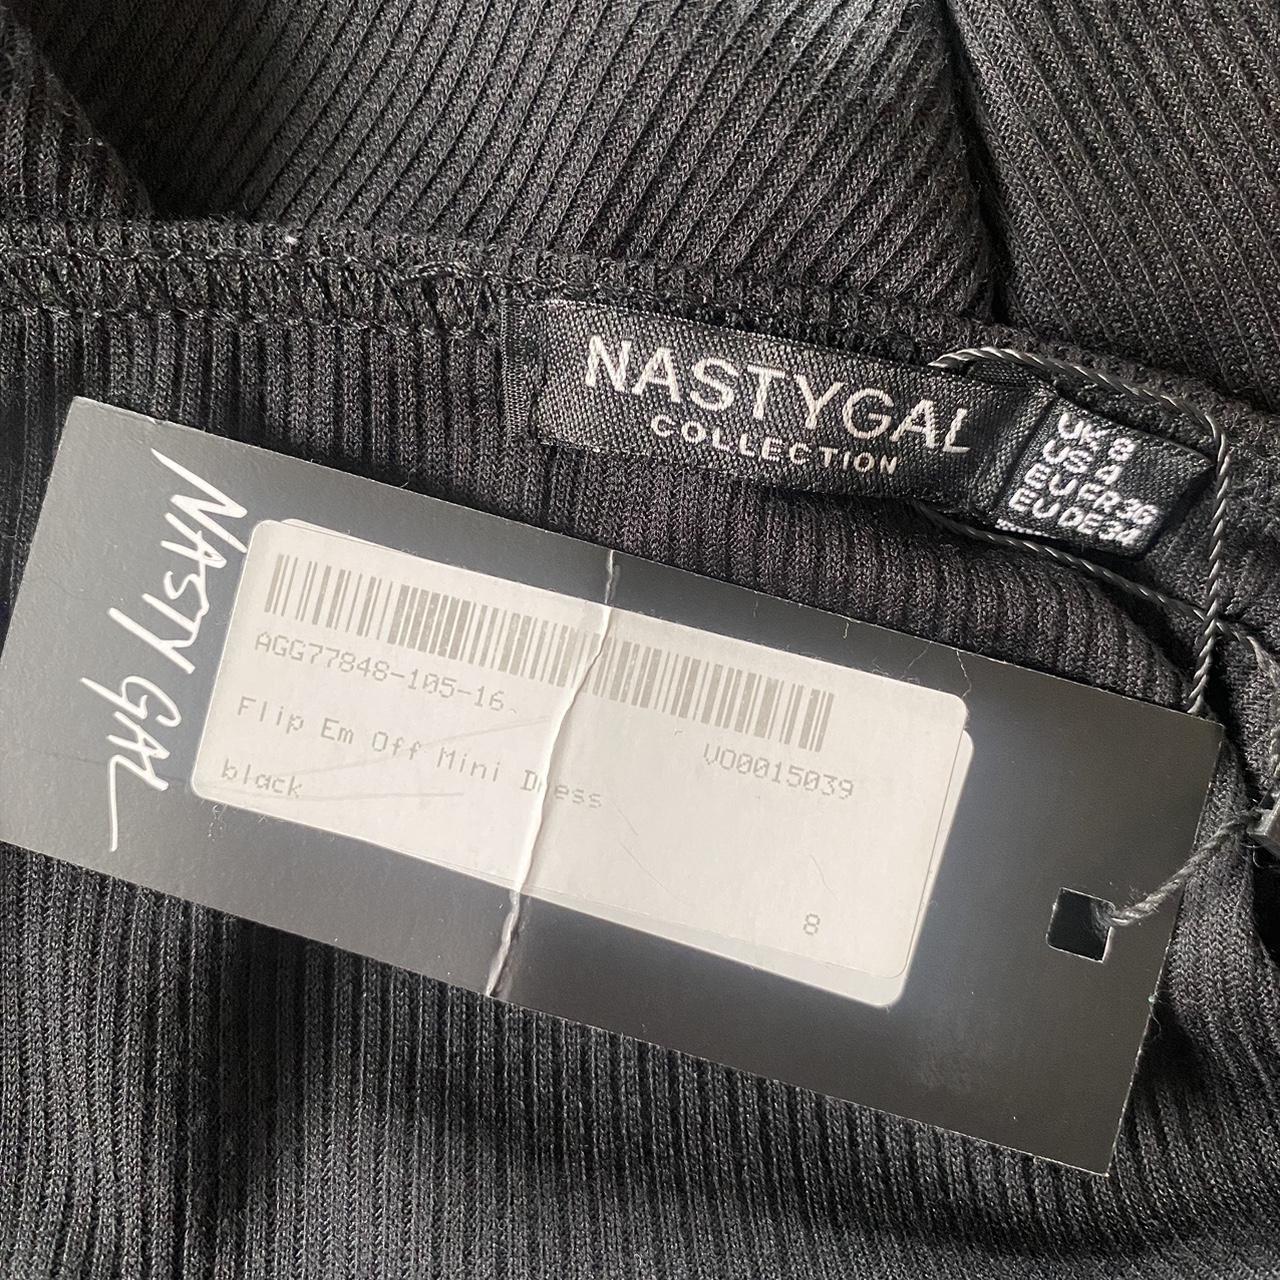 NASTYGAL
COLLECTION
UK 8
US 4
EU FR 36
EU DE 34
NASTY GAL
AGG77848-105-16
V00015039
Flip Em Off Mini Dress
black
8